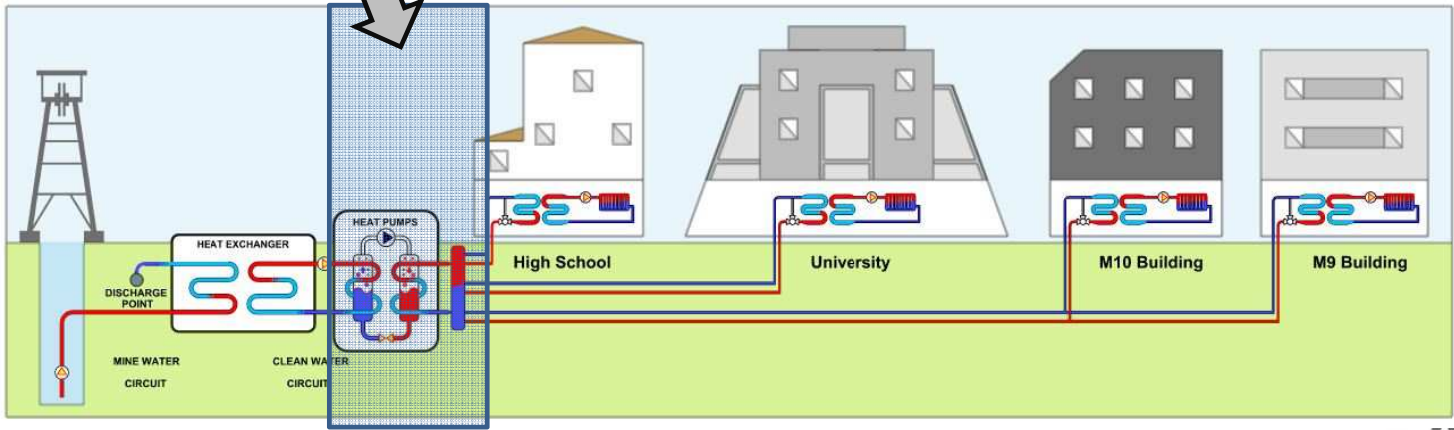 HEAT PUMPS
HEAT EXCHANGER
DISCHARGE
POINT
High School
University
M10 Building
M9 Building
MINE WATER
CIRCUIT
CLEAN WATER
CIRCUIT